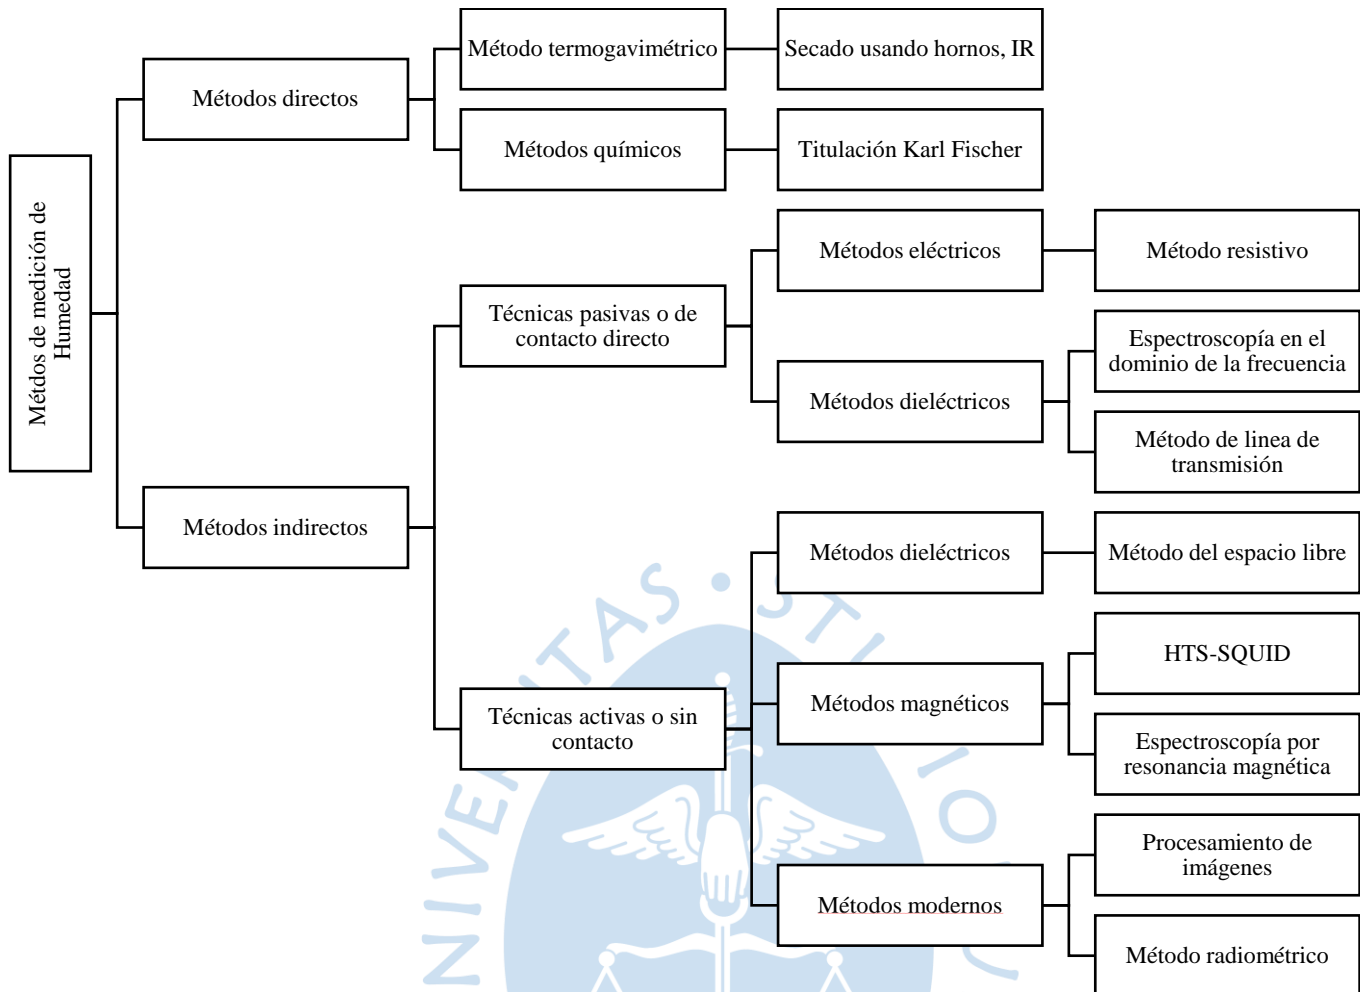 Métdos de medición de
Humedad
Métodos directos
Método termogavimétrico
Secado usando hornos, IR
Métodos químicos
Titulación Karl Fischer
Métodos indirectos
Técnicas pasivas o de
contacto directo
Métodos eléctricos
Método resistivo
Métodos dieléctricos
Espectroscopía en el
dominio de la frecuencia
Método de linea de
transmisión
Técnicas activas o sin
contacto
Métodos dieléctricos
Método del espacio libre
Métodos magnéticos
HTS-SQUID
Espectroscopía por
resonancia magnética
Métodos modernos
Procesamiento de
imágenes
Método radiométrico